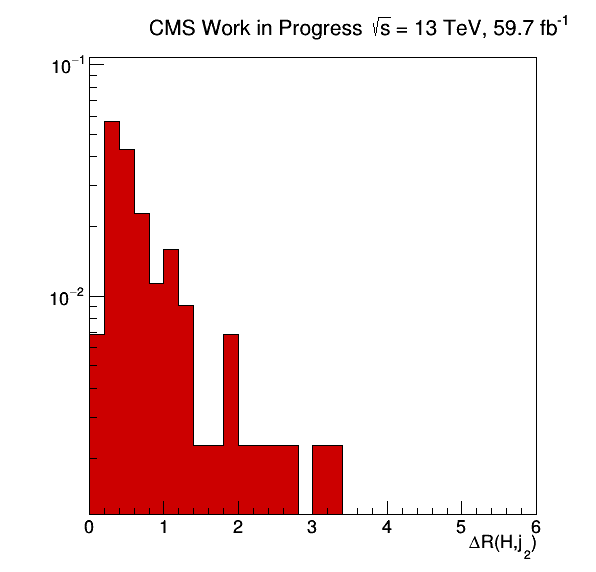 CMS Work in Progress √s = 13 TeV, 59.7 fb⁻¹
10⁻¹
10⁻²
0 1 2 3 4 5 6
ΔR(H,j₂)